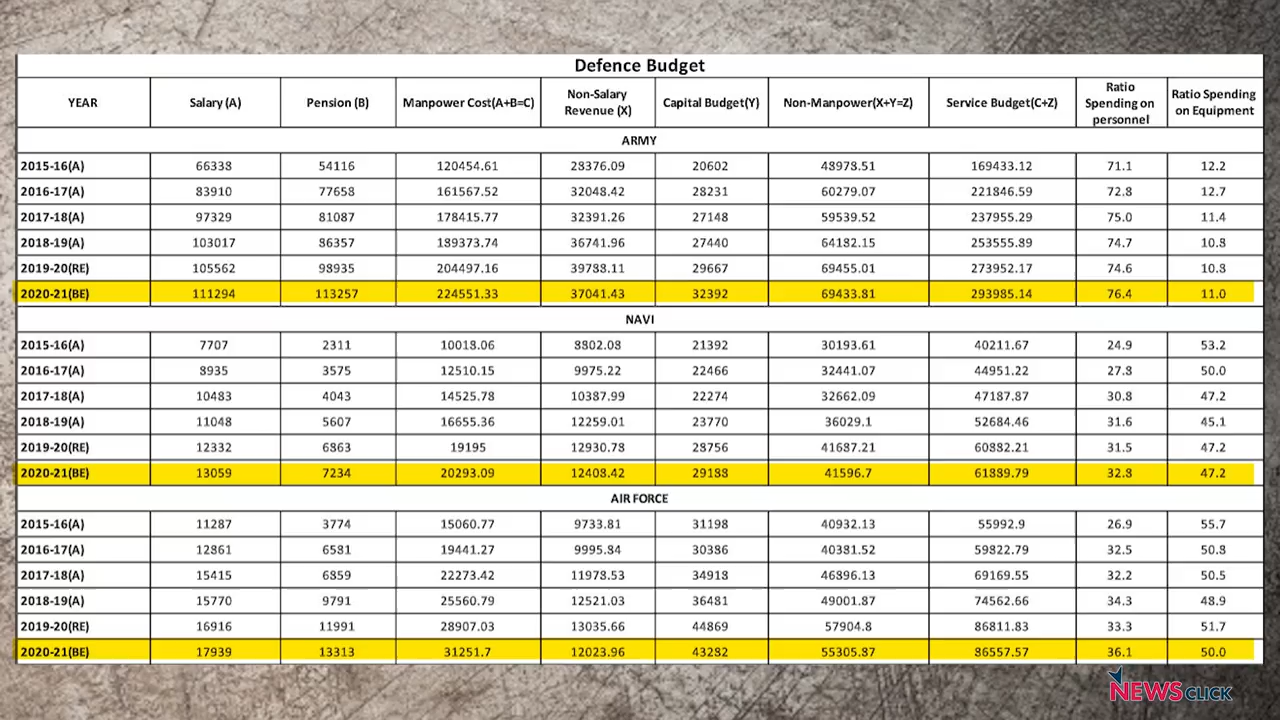 Defence Budget
YEAR Salary (A) Pension (B) Manpower Cost(A+B=C) Non-Salary Revenue (X) Capital Budget(Y) Non-Manpower(X+Y=Z) Service Budget(C+Z) Ratio Spending on personnel Ratio Spending on Equipment
ARMY
2015-16(A) 66338 54116 120454.61 28376.09 20602 48978.51 169433.12 71.1 12.2
2016-17(A) 83910 77658 161567.52 32048.42 28231 60279.07 221846.59 72.8 12.7
2017-18(A) 97329 81087 178415.77 32391.26 27148 59539.52 237955.29 75.0 11.4
2018-19(A) 103017 86357 189373.74 36741.96 27440 64182.15 253555.89 74.7 10.8
2019-20(RE) 105562 98935 204497.16 39788.11 29667 69455.01 273952.17 74.6 10.8
2020-21(BE) 111294 113257 224551.33 37041.43 32392 69433.81 293985.14 76.4 11.0
NAVI
2015-16(A) 7707 2311 10018.06 8802.08 21392 30193.61 40211.67 24.9 53.2
2016-17(A) 8935 3575 12510.15 9975.22 22466 32441.07 44951.22 27.8 50.0
2017-18(A) 10483 4043 14525.78 10387.99 22274 32662.09 47187.87 30.8 47.2
2018-19(A) 11048 5607 16655.36 12259.01 23770 36029.1 52684.46 31.6 45.1
2019-20(RE) 12332 6863 19195 12930.78 28756 41687.21 60882.21 31.5 47.2
2020-21(BE) 13059 7234 20293.09 12408.42 29188 41596.7 61889.79 32.8 47.2
AIR FORCE
2015-16(A) 11287 3774 15060.77 9733.81 31198 40932.13 55992.9 26.9 55.7
2016-17(A) 12861 6581 19441.27 9995.84 30386 40381.52 59822.79 32.5 50.8
2017-18(A) 15415 6859 22273.42 11978.53 34918 46896.13 69169.55 32.2 50.5
2018-19(A) 15770 9791 25560.79 12521.03 36481 49001.87 74562.66 34.3 48.9
2019-20(RE) 16916 11991 28907.03 13035.66 44869 57904.8 86811.83 33.3 51.7
2020-21(BE) 17939 13313 31251.7 12023.96 43282 55305.87 86557.57 36.1 50.0
NEWSCLICK